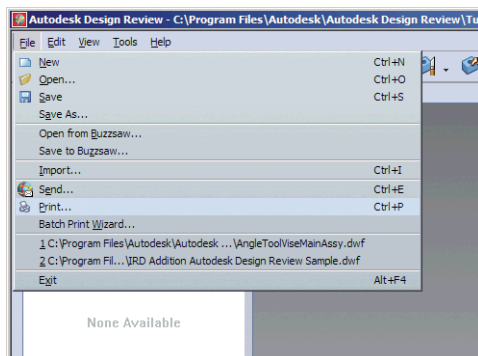 Autodesk Design Review - C:\Program Files\Autodesk\Autodesk Design Review\Tu
File Edit View Tools Help
New Ctrl+N
Open... Ctrl+O
Save Ctrl+S
Save As...
Open from Buzzsaw...
Save to Buzzsaw...
Import... Ctrl+I
Send... Ctrl+E
Print... Ctrl+P
Batch Print Wizard...
1 C:\Program Files\Autodesk\Autodesk ...\AngleToolViseMainAssy.dwf
2 C:\Program Fil...\IRD Addition Autodesk Design Review Sample.dwf
Exit Alt+F4
None Available